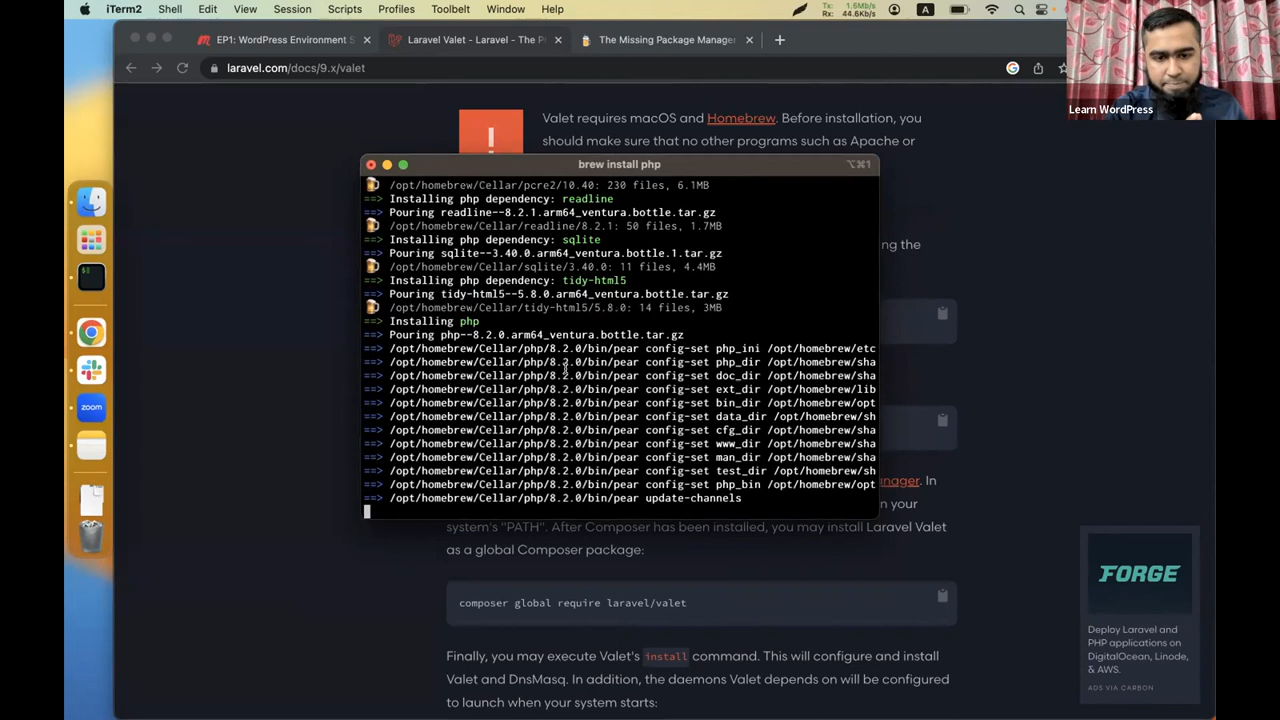 iTerm2 Shell Edit View Session Scripts Profiles Toolbelt Window Help
Tx: 1.6Mb/s
Rx: 44.6Kb/s
A
EP1: WordPress Environment S
Laravel Valet - Laravel - The P
The Missing Package Manager
laravel.com/docs/9.x/valet
Learn WordPress
Valet requires macOS and Homebrew. Before installation, you
should make sure that no other programs such as Apache or
brew install php
⌥⌘1
/opt/homebrew/Cellar/pcre2/10.40: 230 files, 6.1MB
==> Installing php dependency: readline
==> Pouring readline--8.2.1.arm64_ventura.bottle.tar.gz
/opt/homebrew/Cellar/readline/8.2.1: 50 files, 1.7MB
==> Installing php dependency: sqlite
==> Pouring sqlite--3.40.0.arm64_ventura.bottle.1.tar.gz
/opt/homebrew/Cellar/sqlite/3.40.0: 11 files, 4.4MB
==> Installing php dependency: tidy-html5
==> Pouring tidy-html5--5.8.0.arm64_ventura.bottle.tar.gz
/opt/homebrew/Cellar/tidy-html5/5.8.0: 14 files, 3MB
==> Installing php
==> Pouring php--8.2.0.arm64_ventura.bottle.tar.gz
==> /opt/homebrew/Cellar/php/8.2.0/bin/pear config-set php_ini /opt/homebrew/etc
==> /opt/homebrew/Cellar/php/8.2.0/bin/pear config-set php_dir /opt/homebrew/sha
==> /opt/homebrew/Cellar/php/8.2.0/bin/pear config-set doc_dir /opt/homebrew/sha
==> /opt/homebrew/Cellar/php/8.2.0/bin/pear config-set ext_dir /opt/homebrew/lib
==> /opt/homebrew/Cellar/php/8.2.0/bin/pear config-set bin_dir /opt/homebrew/opt
==> /opt/homebrew/Cellar/php/8.2.0/bin/pear config-set data_dir /opt/homebrew/sh
==> /opt/homebrew/Cellar/php/8.2.0/bin/pear config-set cfg_dir /opt/homebrew/sha
==> /opt/homebrew/Cellar/php/8.2.0/bin/pear config-set www_dir /opt/homebrew/sha
==> /opt/homebrew/Cellar/php/8.2.0/bin/pear config-set man_dir /opt/homebrew/sha
==> /opt/homebrew/Cellar/php/8.2.0/bin/pear config-set test_dir /opt/homebrew/sh
==> /opt/homebrew/Cellar/php/8.2.0/bin/pear config-set php_bin /opt/homebrew/opt
==> /opt/homebrew/Cellar/php/8.2.0/bin/pear update-channels
ng the
nager. In
n your
system's "PATH". After Composer has been installed, you may install Laravel Valet
as a global Composer package:
composer global require laravel/valet
Finally, you may execute Valet's install command. This will configure and install
Valet and DnsMasq. In addition, the daemons Valet depends on will be configured
to launch when your system starts:
zoom
FORGE
Deploy Laravel and
PHP applications on
DigitalOcean, Linode,
& AWS.
ADS VIA CARBON